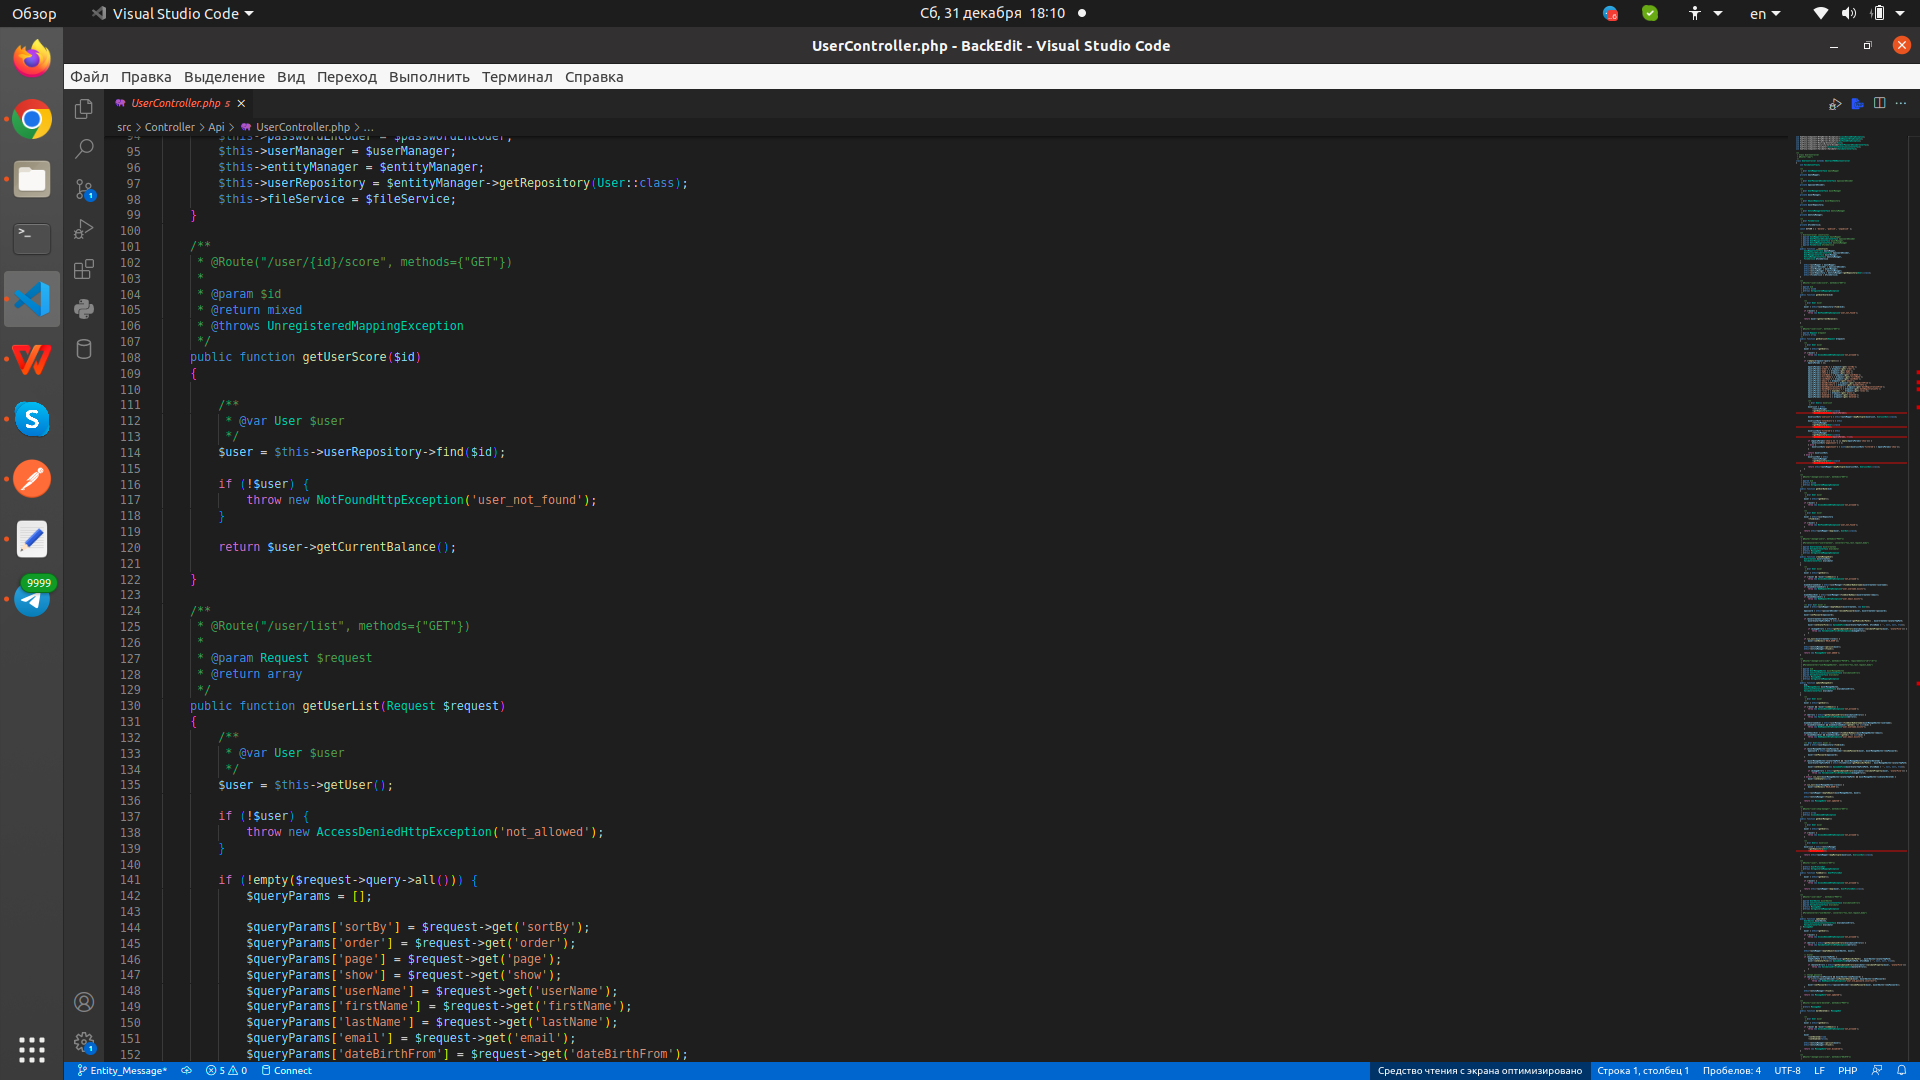 Обзор
Visual Studio Code
Сб, 31 декабря 18:10
en
UserController.php - BackEdit - Visual Studio Code
Файл Правка Выделение Вид Переход Выполнить Терминал Справка
UserController.php s
src > Controller > Api > UserController.php > ...
94 $this->passwordEncoder = $passwordEncoder;
95 $this->userManager = $userManager;
96 $this->entityManager = $entityManager;
97 $this->userRepository = $entityManager->getRepository(User::class);
98 $this->fileService = $fileService;
99 }
100
101 /**
102 * @Route("/user/{id}/score", methods={"GET"})
103 *
104 * @param $id
105 * @return mixed
106 * @throws UnregisteredMappingException
107 */
108 public function getUserScore($id)
109 {
110
111 /**
112 * @var User $user
113 */
114 $user = $this->userRepository->find($id);
115
116 if (!$user) {
117 throw new NotFoundHttpException('user_not_found');
118 }
119
120 return $user->getCurrentBalance();
121
122 }
123
124 /**
125 * @Route("/user/list", methods={"GET"})
126 *
127 * @param Request $request
128 * @return array
129 */
130 public function getUserList(Request $request)
131 {
132 /**
133 * @var User $user
134 */
135 $user = $this->getUser();
136
137 if (!$user) {
138 throw new AccessDeniedHttpException('not_allowed');
139 }
140
141 if (!empty($request->query->all())) {
142 $queryParams = [];
143
144 $queryParams['sortBy'] = $request->get('sortBy');
145 $queryParams['order'] = $request->get('order');
146 $queryParams['page'] = $request->get('page');
147 $queryParams['show'] = $request->get('show');
148 $queryParams['userName'] = $request->get('userName');
149 $queryParams['firstName'] = $request->get('firstName');
150 $queryParams['lastName'] = $request->get('lastName');
151 $queryParams['email'] = $request->get('email');
152 $queryParams['dateBirthFrom'] = $request->get('dateBirthFrom');
9999
1
1
Entity_Message* 5 0 Connect
Средство чтения с экрана оптимизировано Строка 1, столбец 1 Пробелов: 4 UTF-8 LF PHP